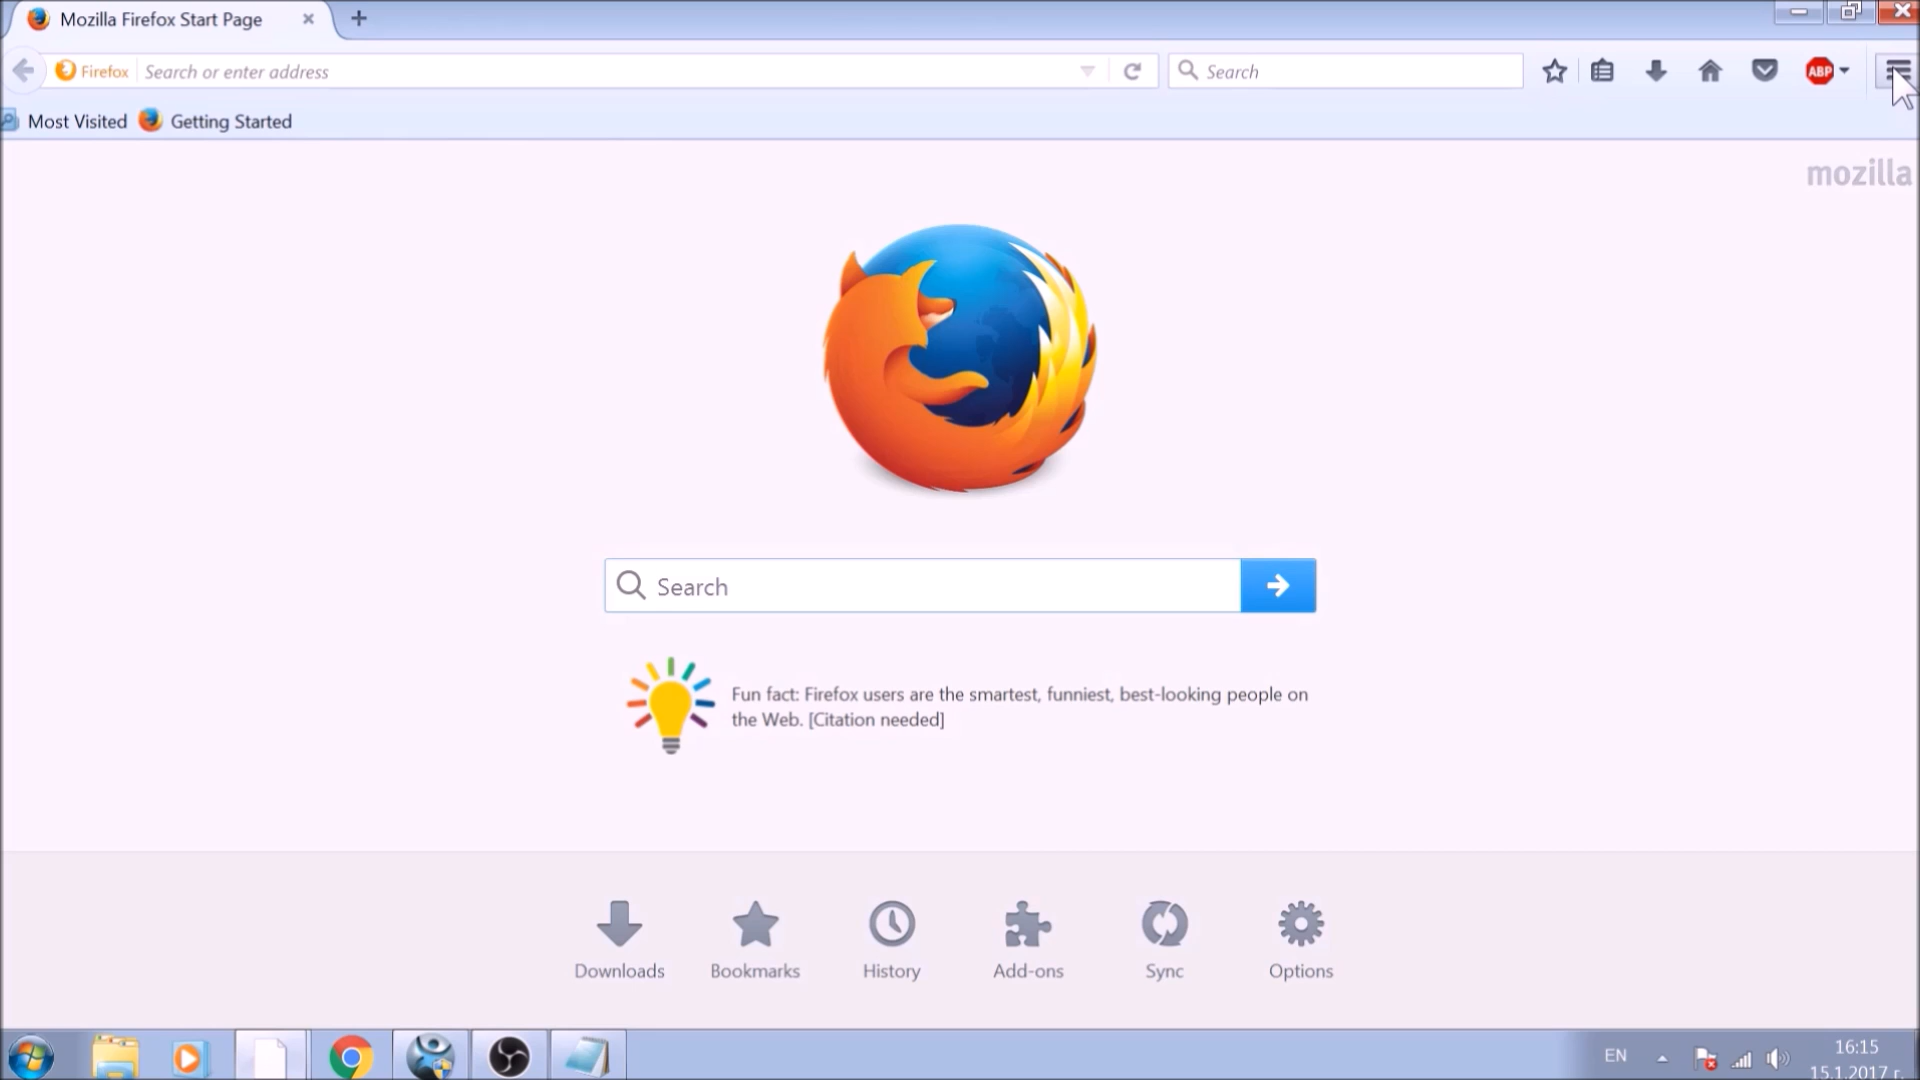 Mozilla Firefox Start Page
Firefox Search or enter address
Search
ABP
Most Visited Getting Started
mozilla
Search
Fun fact: Firefox users are the smartest, funniest, best-looking people on
the Web. [Citation needed]
Downloads Bookmarks History Add-ons Sync Options
EN
16:15
15.1.2017 г.